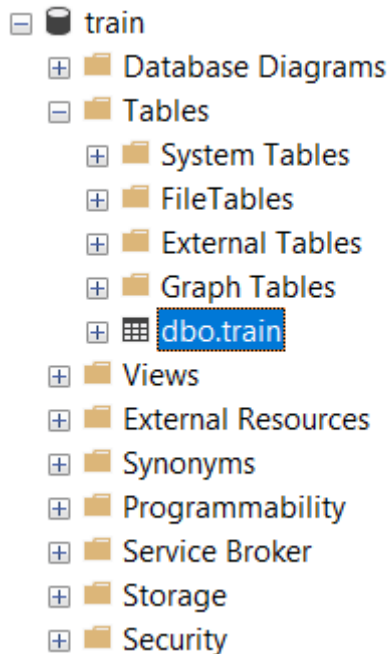 train
Database Diagrams
Tables
System Tables
FileTables
External Tables
Graph Tables
dbo.train
Views
External Resources
Synonyms
Programmability
Service Broker
Storage
Security